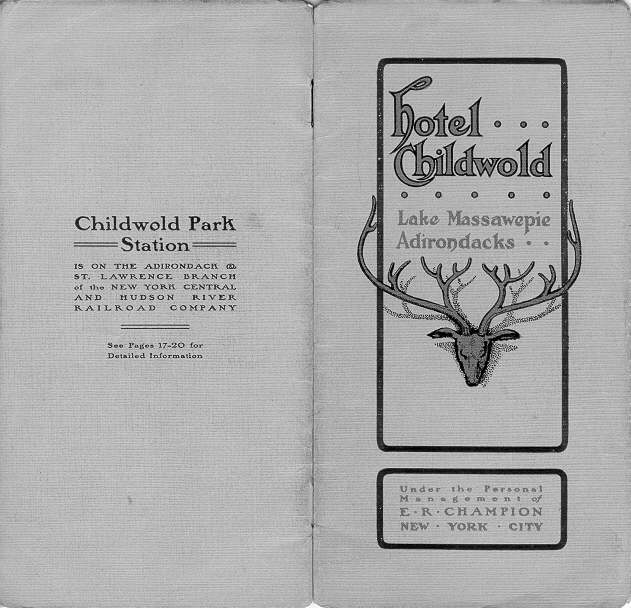 Childwold Park
Station
IS ON THE ADIRONDACK &
ST. LAWRENCE BRANCH
of the NEW YORK CENTRAL
AND HUDSON RIVER
RAILROAD COMPANY
See Pages 17-20 for
Detailed Information
Hotel
Childwold
Lake Massawepie
Adirondacks
Under the Personal
Management of
E · R · CHAMPION
NEW · YORK · CITY